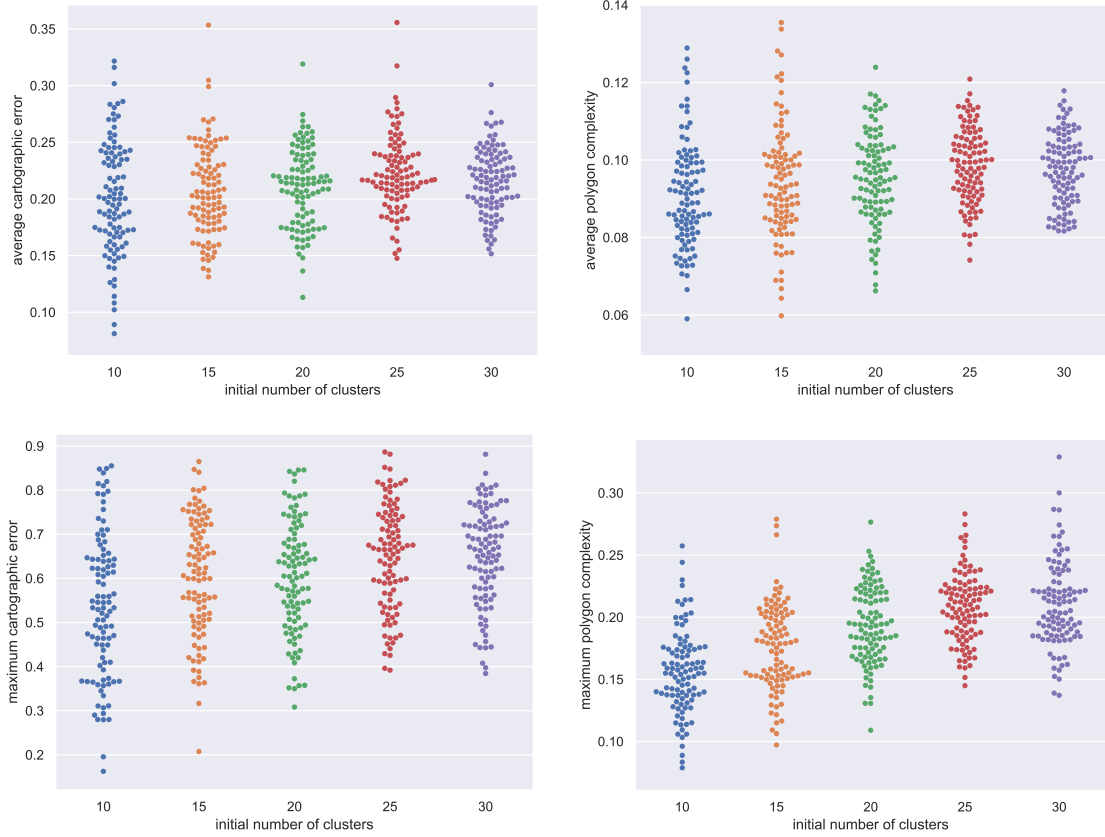 0.35
0.30
0.25
0.20
0.15
0.10
average cartographic error
10 15 20 25 30
initial number of clusters
0.14
0.12
0.10
0.08
0.06
average polygon complexity
10 15 20 25 30
initial number of clusters
0.9
0.8
0.7
0.6
0.5
0.4
0.3
0.2
maximum cartographic error
10 15 20 25 30
initial number of clusters
0.30
0.25
0.20
0.15
0.10
maximum polygon complexity
10 15 20 25 30
initial number of clusters